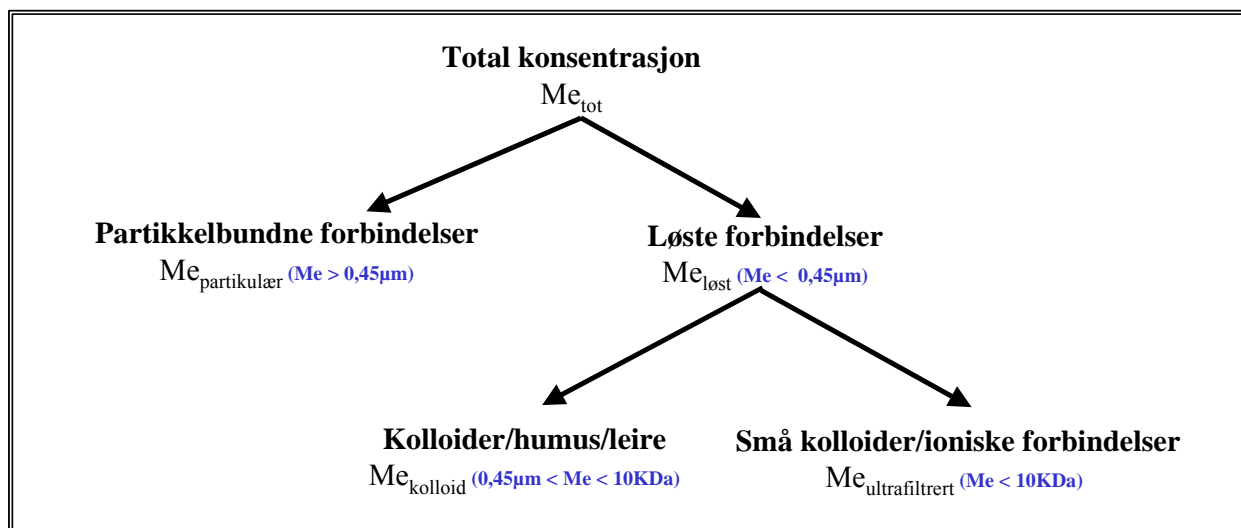 Total konsentrasjon
Me_tot
Partikkelbundne forbindelser
Me_partikulær (Me > 0,45µm)
Løste forbindelser
Me_løst (Me < 0,45µm)
Kolloider/humus/leire
Me_kolloid (0,45µm < Me < 10KDa)
Små kolloider/ioniske forbindelser
Me_ultrafiltrert (Me < 10KDa)